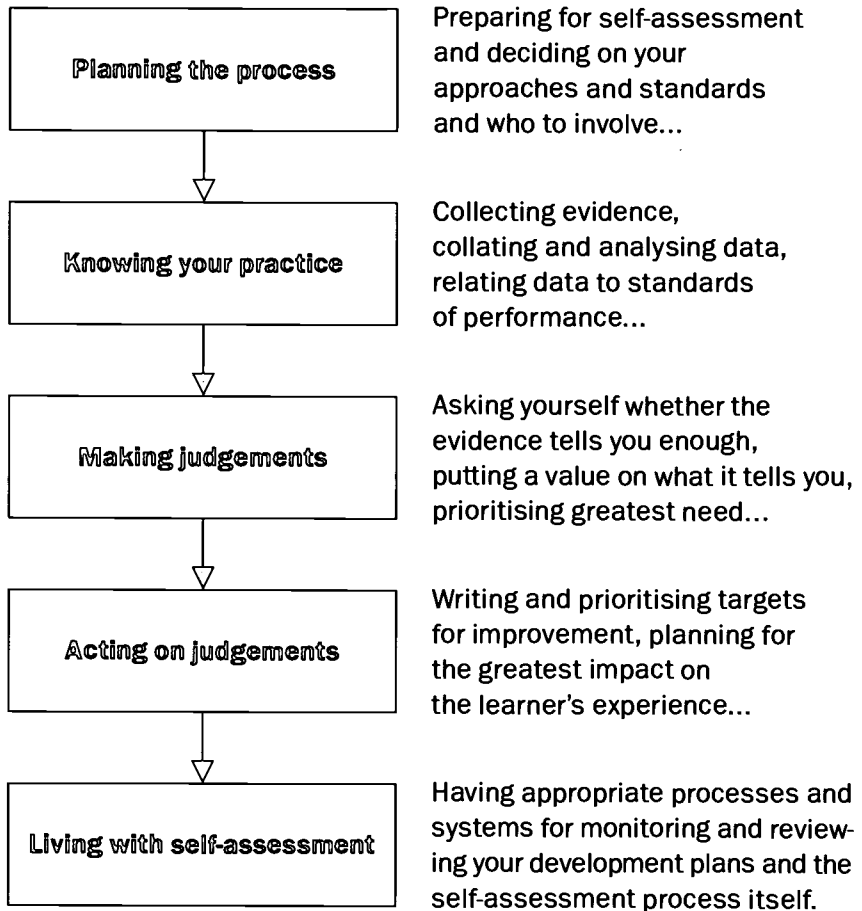 Planning the process
Preparing for self-assessment
and deciding on your
approaches and standards
and who to involve...
Knowing your practice
Collecting evidence,
collating and analysing data,
relating data to standards
of performance...
Making judgements
Asking yourself whether the
evidence tells you enough,
putting a value on what it tells you,
prioritising greatest need...
Acting on judgements
Writing and prioritising targets
for improvement, planning for
the greatest impact on
the learner's experience...
Living with self-assessment
Having appropriate processes and
systems for monitoring and review-
ing your development plans and the
self-assessment process itself.